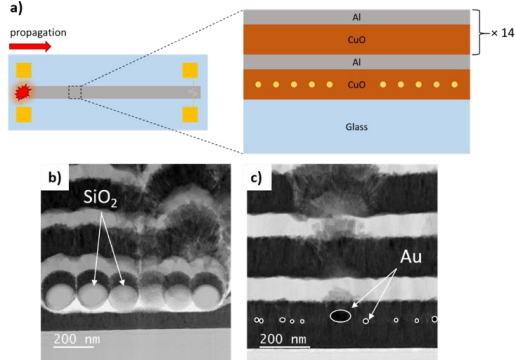 a)
propagation
Al
CuO
× 14
Al
CuO
Glass
b)
SiO₂
200 nm
c)
Au
200 nm